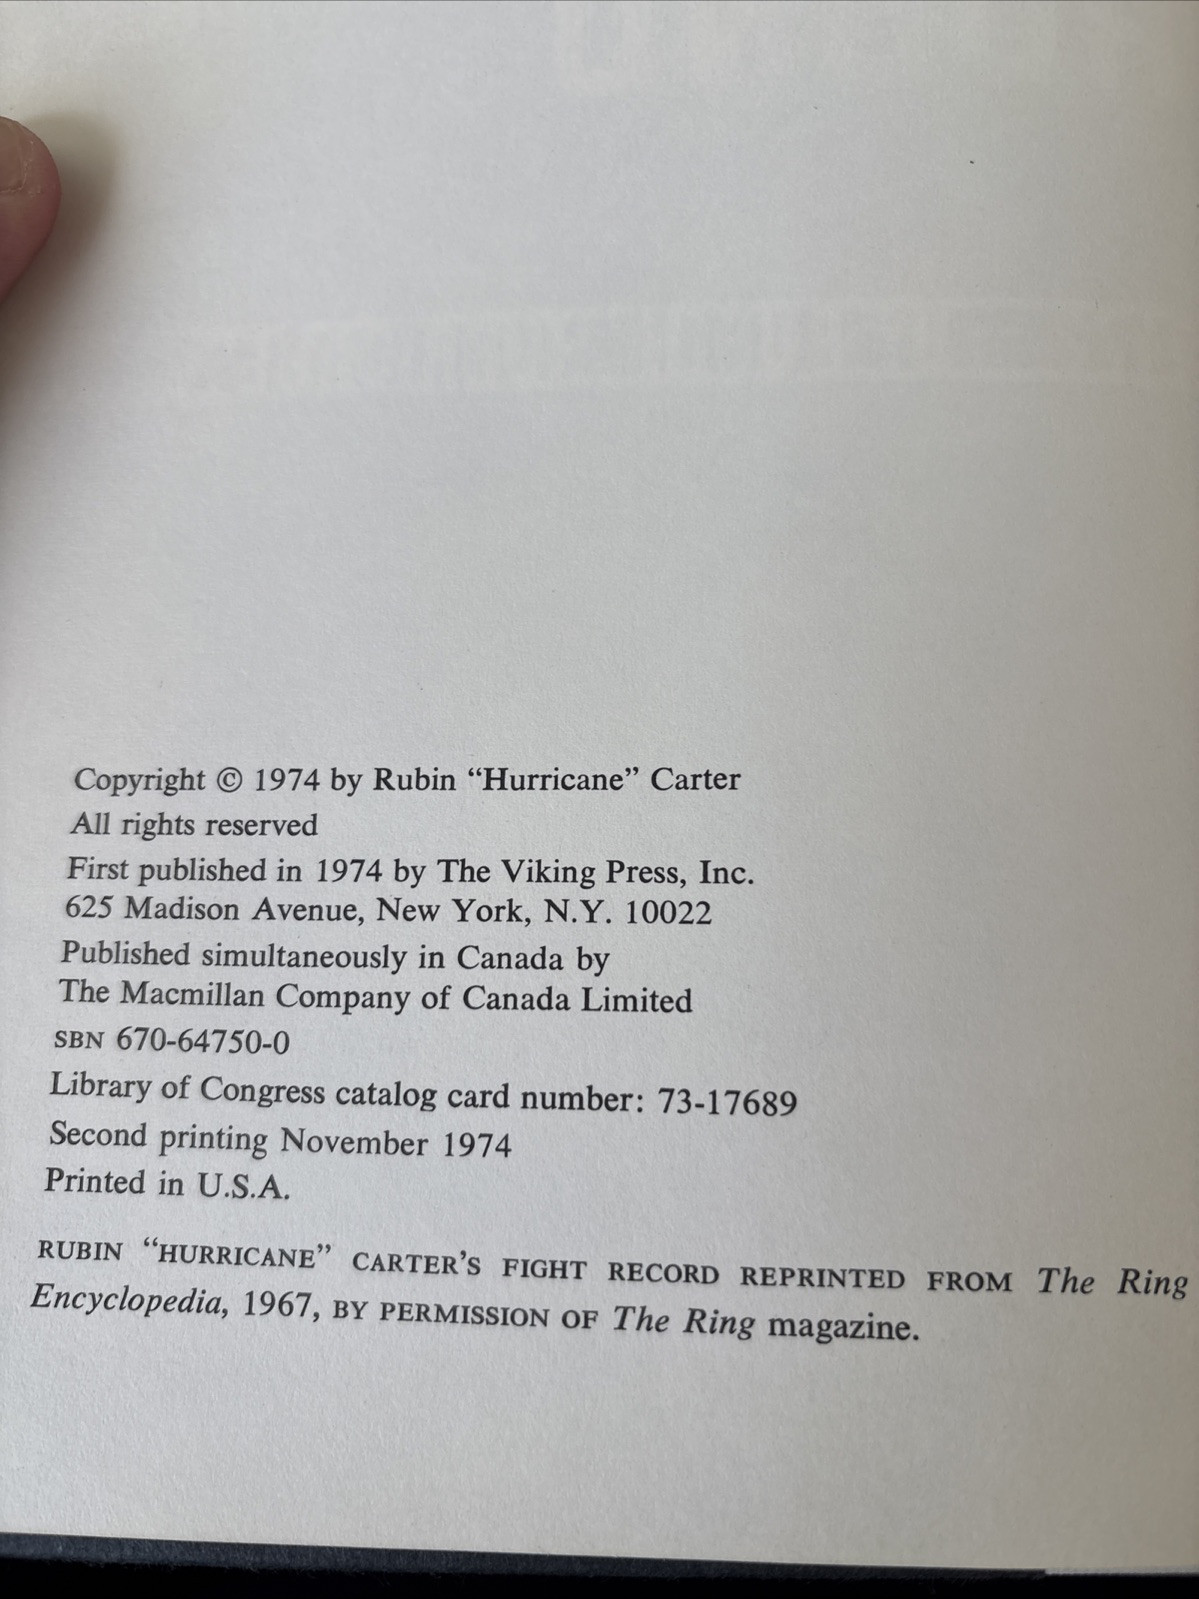 Copyright © 1974 by Rubin “Hurricane” Carter
All rights reserved
First published in 1974 by The Viking Press, Inc.
625 Madison Avenue, New York, N.Y. 10022
Published simultaneously in Canada by
The Macmillan Company of Canada Limited
SBN 670-64750-0
Library of Congress catalog card number: 73-17689
Second printing November 1974
Printed in U.S.A.
RUBIN “HURRICANE” CARTER’S FIGHT RECORD REPRINTED FROM The Ring
Encyclopedia, 1967, BY PERMISSION OF The Ring magazine.